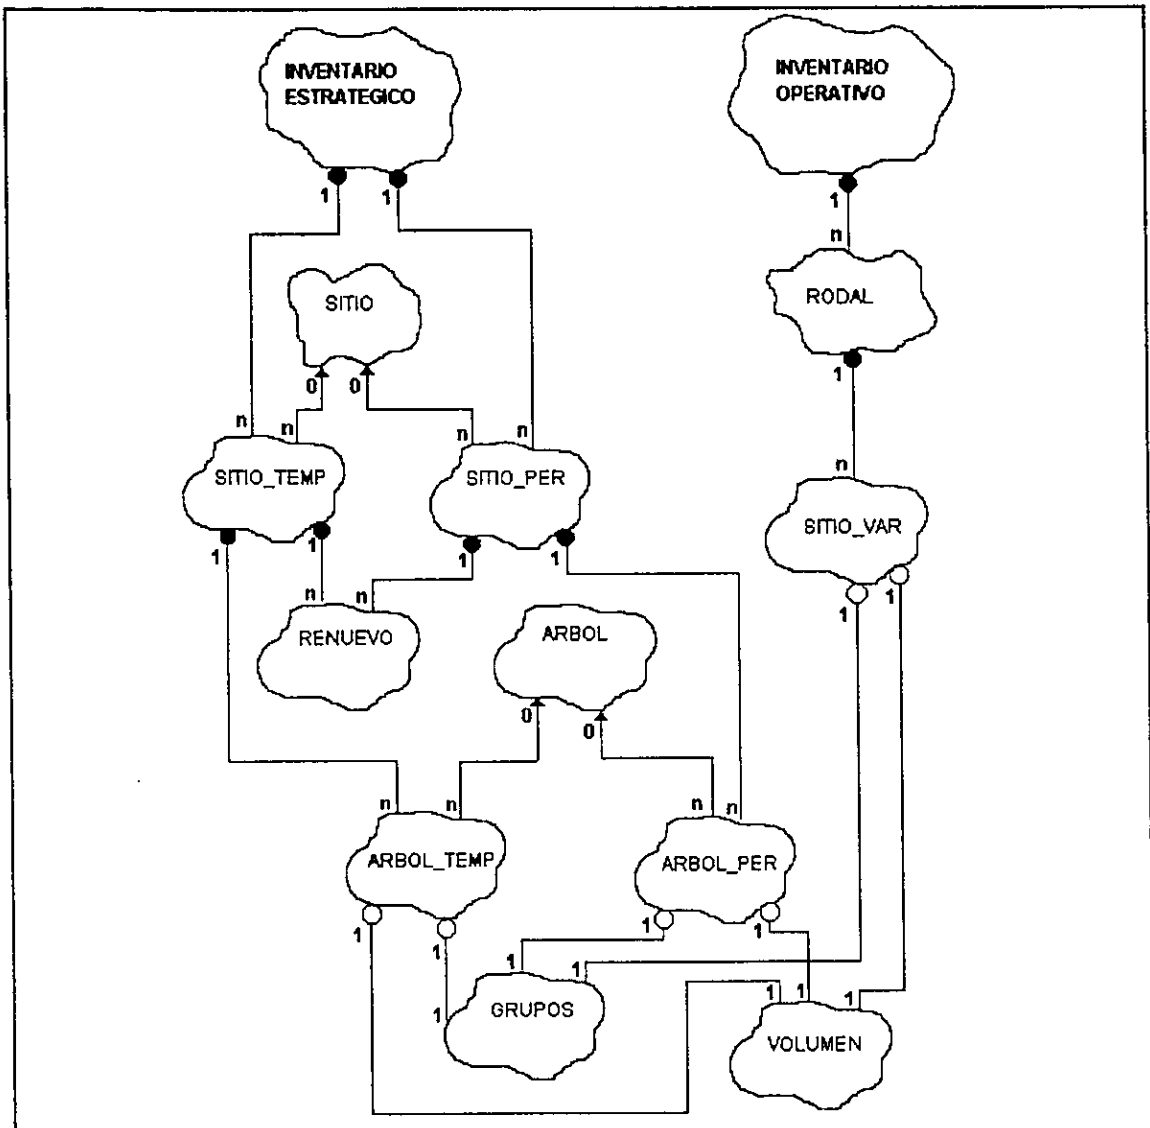 INVENTARIO
ESTRATEGICO
INVENTARIO
OPERATIVO
1
1
1
n
SITIO
RODAL
0
0
1
n
n
n
n
SITIO_TEMP
SITIO_PER
n
SITIO_VAR
1
1
1
1
n
n
1
1
RENUEVO
ARBOL
0
0
n
n
n
n
ARBOL_TEMP
ARBOL_PER
1
1
1
1
1
1
1
1
1
1
GRUPOS
VOLUMEN